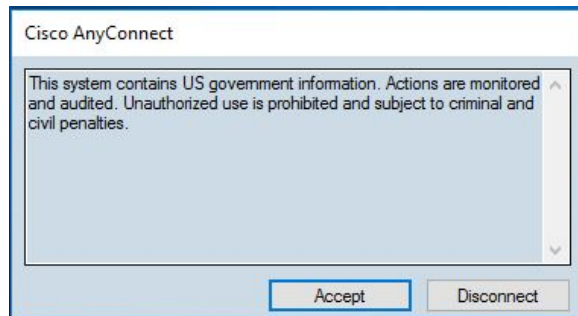 Cisco AnyConnect
This system contains US government information. Actions are monitored
and audited. Unauthorized use is prohibited and subject to criminal and
civil penalties.
Accept
Disconnect